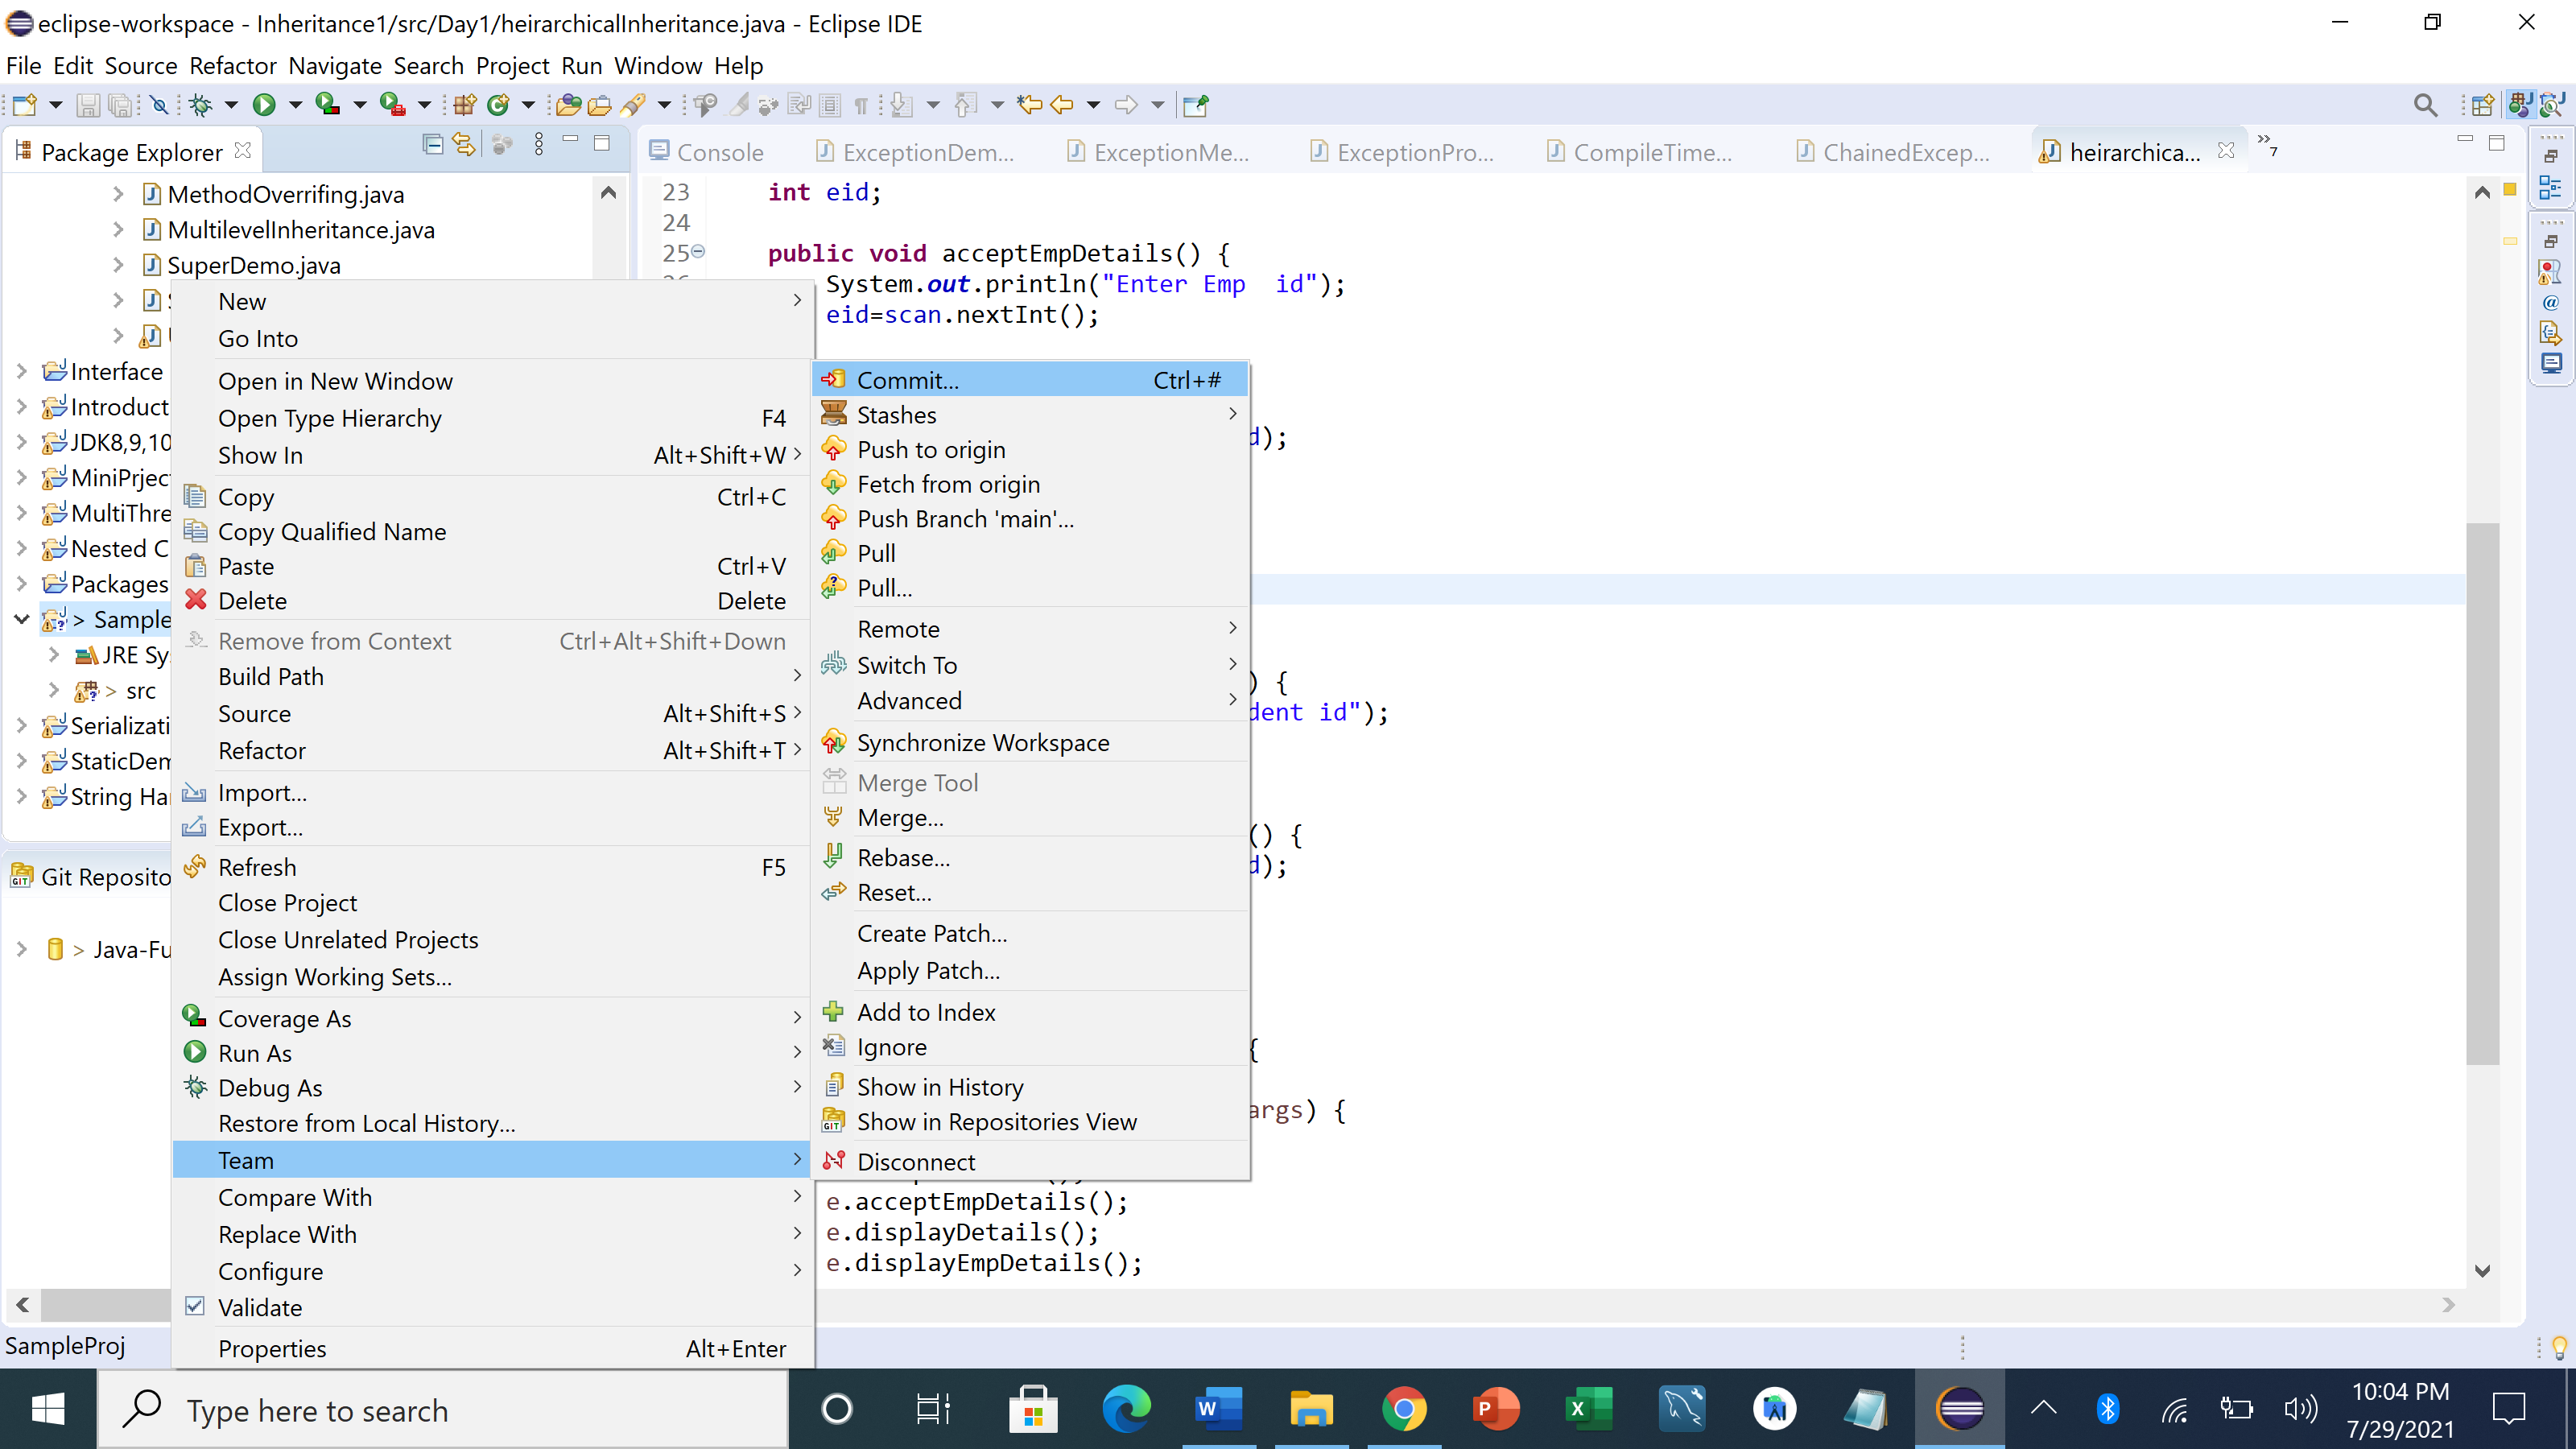 eclipse-workspace - Inheritance1/src/Day1/heirarchicalInheritance.java - Eclipse IDE
File Edit Source Refactor Navigate Search Project Run Window Help
Package Explorer
Console
ExceptionDem...
ExceptionMe...
ExceptionPro...
CompileTime...
ChainedExcep...
heirarchica...
7
MethodOverrifing.java
MultilevelInheritance.java
SuperDemo.java
Interface
Introduct
JDK8,9,10
MiniPrjec
MultiThre
Nested C
Packages
> Sample
JRE Sy
> src
Serializati
StaticDem
String Ha
Git Reposito
> Java-Fu
SampleProj
New
Go Into
Open in New Window
Open Type Hierarchy F4
Show In Alt+Shift+W
Copy Ctrl+C
Copy Qualified Name
Paste Ctrl+V
Delete Delete
Remove from Context Ctrl+Alt+Shift+Down
Build Path
Source Alt+Shift+S
Refactor Alt+Shift+T
Import...
Export...
Refresh F5
Close Project
Close Unrelated Projects
Assign Working Sets...
Coverage As
Run As
Debug As
Restore from Local History...
Team
Compare With
Replace With
Configure
Validate
Properties Alt+Enter
Commit... Ctrl+#
Stashes
Push to origin
Fetch from origin
Push Branch 'main'...
Pull
Pull...
Remote
Switch To
Advanced
Synchronize Workspace
Merge Tool
Merge...
Rebase...
Reset...
Create Patch...
Apply Patch...
Add to Index
Ignore
Show in History
Show in Repositories View
Disconnect
23 int eid;
24
25 public void acceptEmpDetails() {
System.out.println("Enter Emp  id");
eid=scan.nextInt();
d);
) {
dent id");
() {
d);
{
args) {
e.acceptEmpDetails();
e.displayDetails();
e.displayEmpDetails();
Type here to search
10:04 PM
7/29/2021